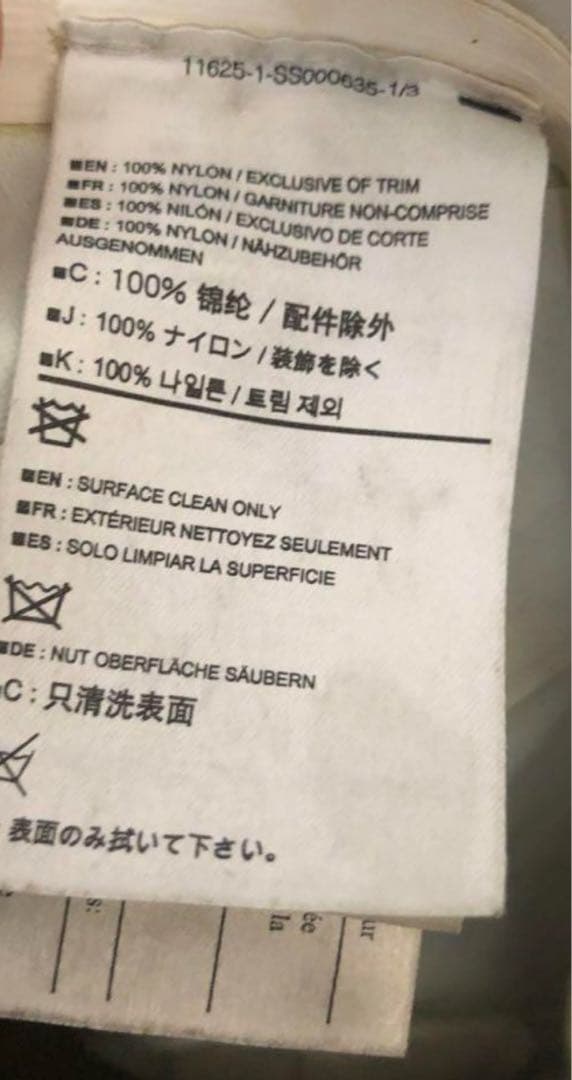 11625-1-SS000635-1/3
■EN : 100% NYLON / EXCLUSIVE OF TRIM
■FR : 100% NYLON / GARNITURE NON-COMPRISE
■ES : 100% NILÓN / EXCLUSIVO DE CORTE
■DE : 100% NYLON / NÄHZUBEHÖR
AUSGENOMMEN
■C : 100% 锦纶 / 配件除外
■J : 100% ナイロン / 装飾を除く
■K : 100% 나일론 / 트림 제외
■EN : SURFACE CLEAN ONLY
■FR : EXTÉRIEUR NETTOYEZ SEULEMENT
■ES : SOLO LIMPIAR LA SUPERFICIE
■DE : NUT OBERFLÄCHE SÄUBERN
C : 只清洗表面
表面のみ拭いて下さい。
s:
la
ée
ur